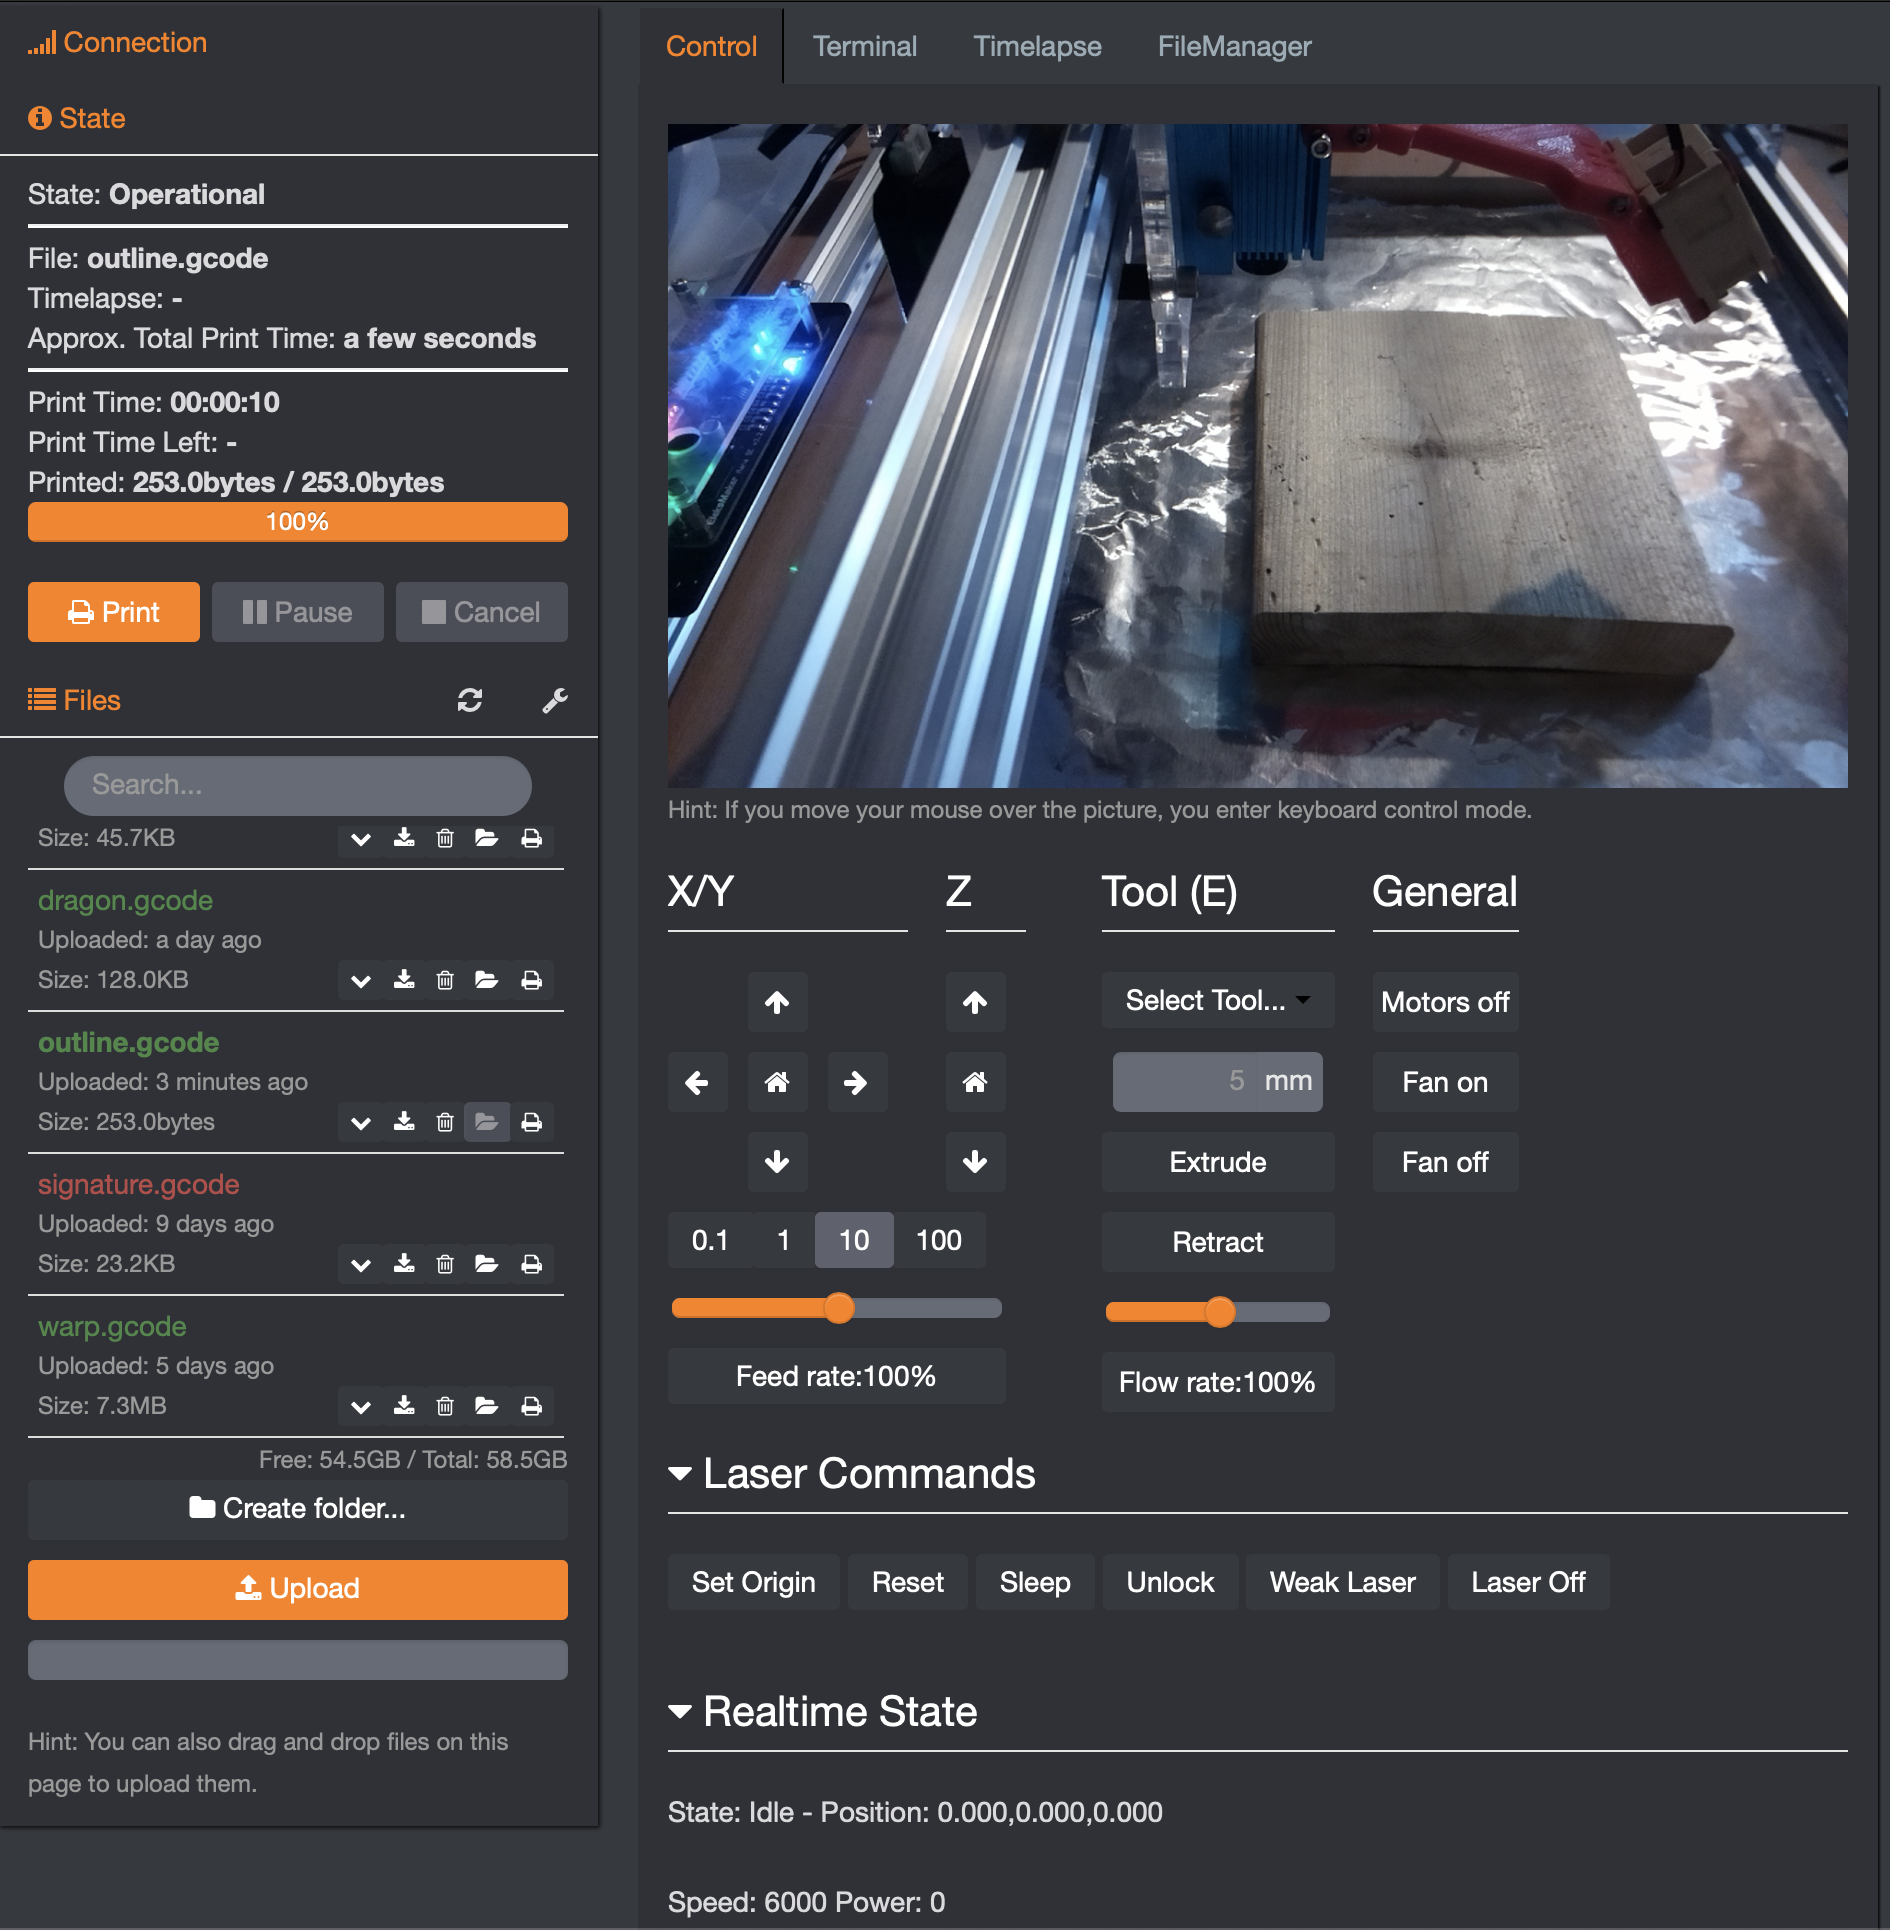 Connection
State
State: Operational
File: outline.gcode
Timelapse: -
Approx. Total Print Time: a few seconds
Print Time: 00:00:10
Print Time Left: -
Printed: 253.0bytes / 253.0bytes
100%
Print Pause Cancel
Files
Search...
Size: 45.7KB
dragon.gcode
Uploaded: a day ago
Size: 128.0KB
outline.gcode
Uploaded: 3 minutes ago
Size: 253.0bytes
signature.gcode
Uploaded: 9 days ago
Size: 23.2KB
warp.gcode
Uploaded: 5 days ago
Size: 7.3MB
Free: 54.5GB / Total: 58.5GB
Create folder...
Upload
Hint: You can also drag and drop files on this
page to upload them.
Control Terminal Timelapse FileManager
Hint: If you move your mouse over the picture, you enter keyboard control mode.
X/Y Z Tool (E) General
Select Tool... Motors off
5 mm Fan on
Extrude Fan off
0.1 1 10 100 Retract
Feed rate:100% Flow rate:100%
Laser Commands
Set Origin Reset Sleep Unlock Weak Laser Laser Off
Realtime State
State: Idle - Position: 0.000,0.000,0.000
Speed: 6000 Power: 0